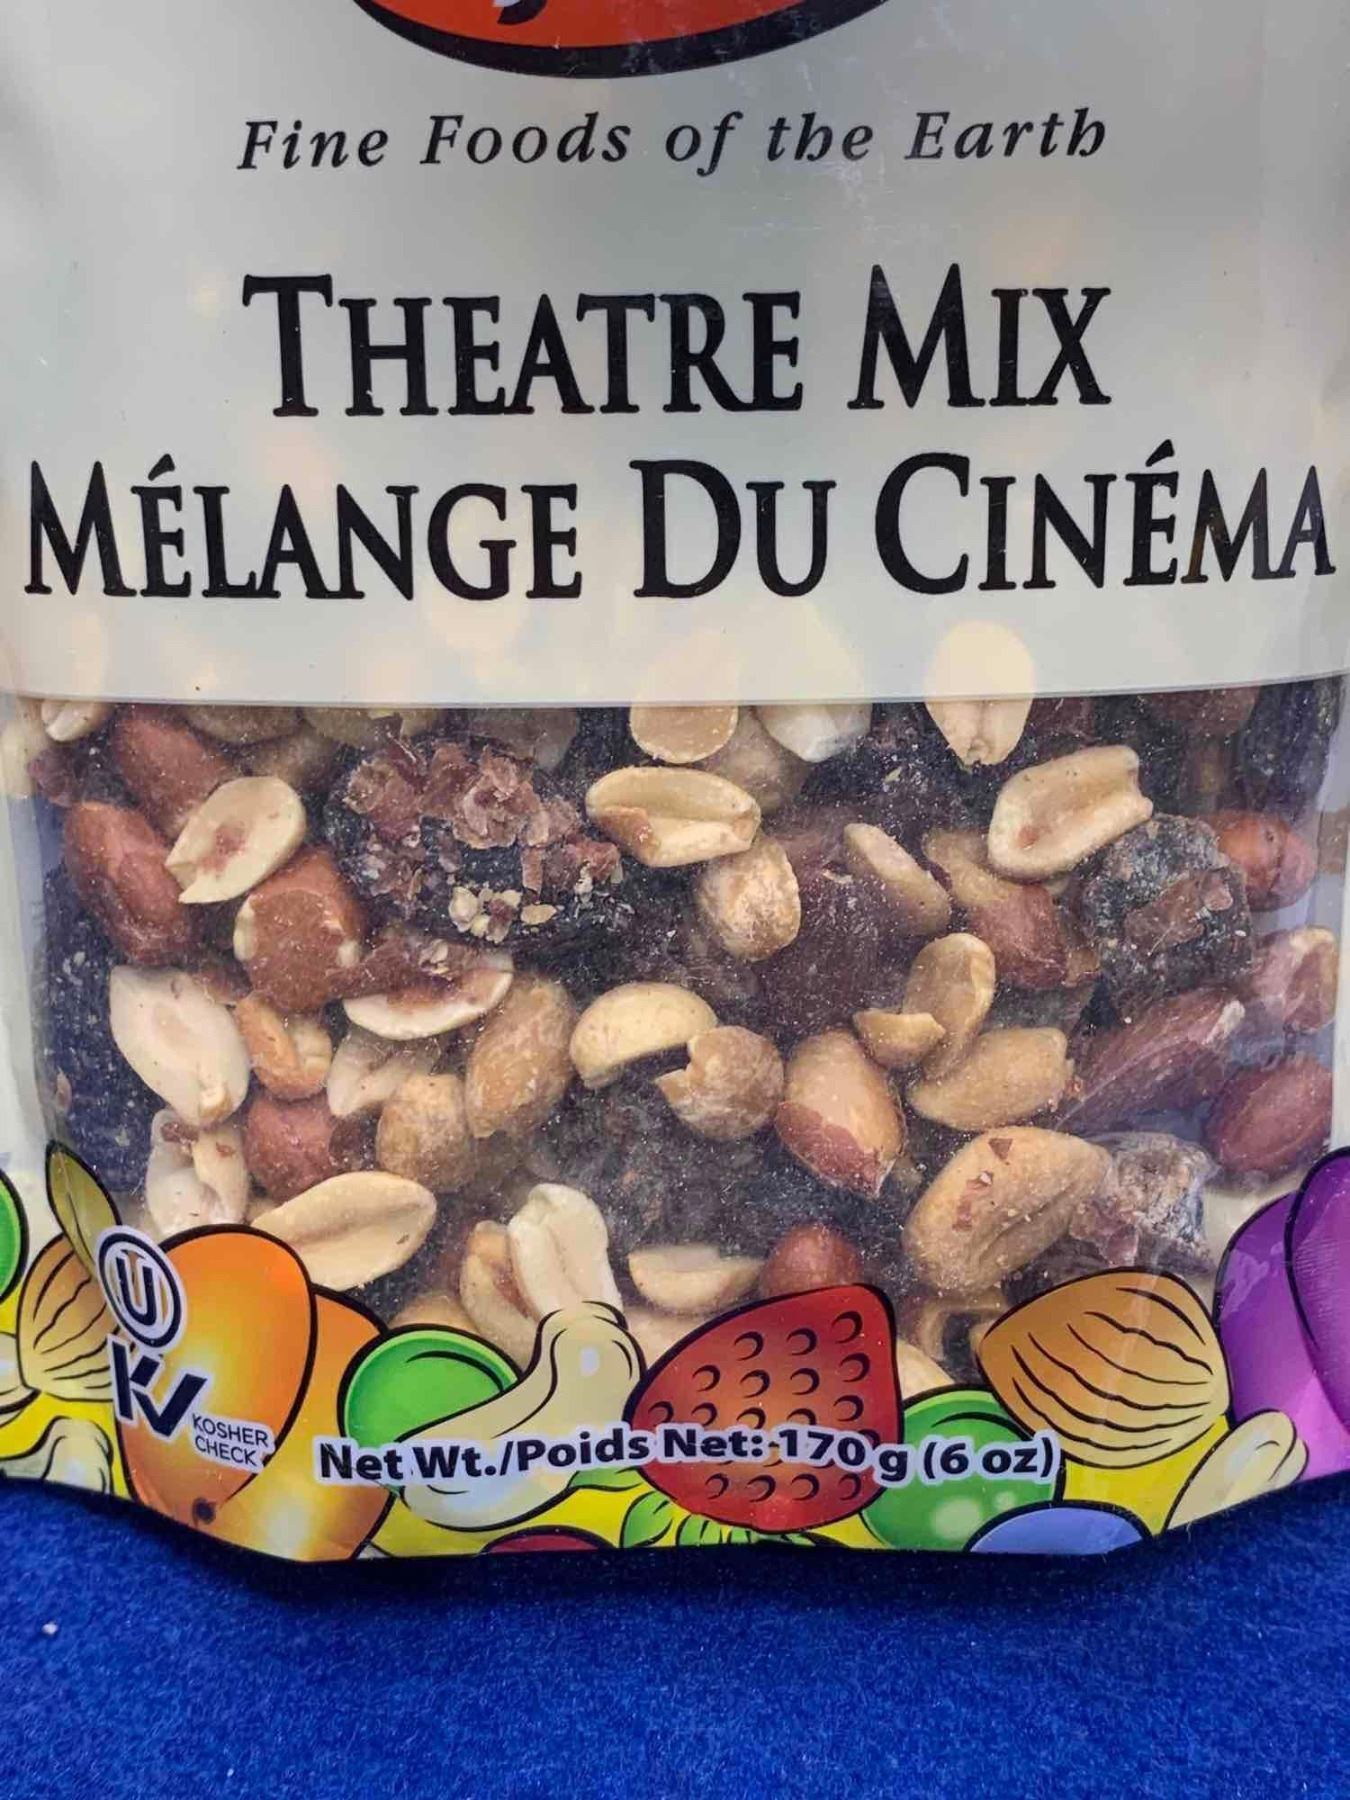 Fine Foods of the Earth
THEATRE MIX
MÉLANGE DU CINÉMA
U
KV
KOSHER
CHECK
Net Wt./Poids Net: 170 g (6 oz)